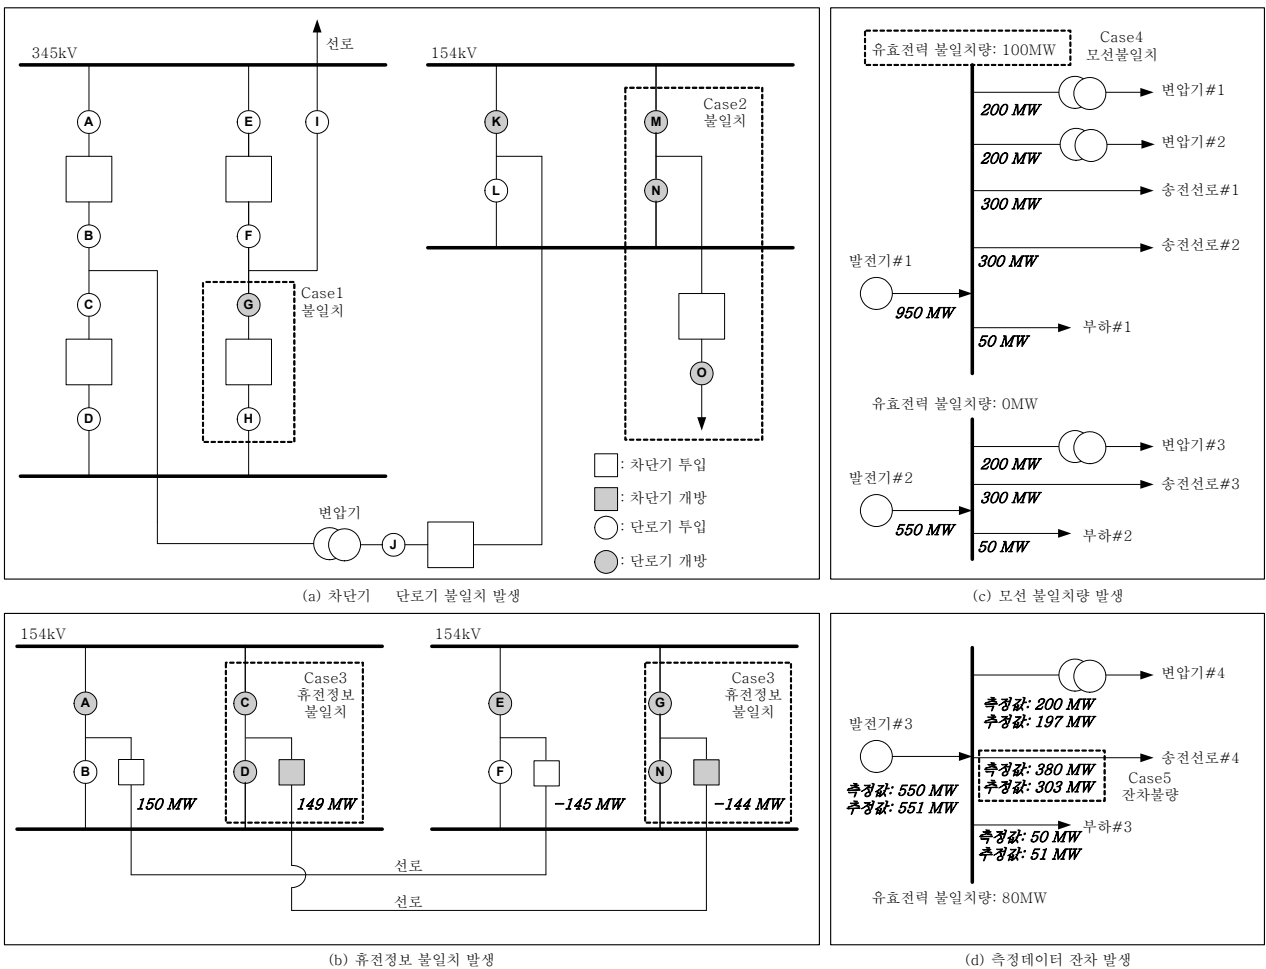 345kV
선로
A
E
I
B
F
C
G
Case1
불일치
D
H
변압기
J
154kV
K
M
Case2
불일치
L
N
O
: 차단기 투입
: 차단기 개방
: 단로기 투입
: 단로기 개방
(a) 차단기 단로기 불일치 발생
유효전력 불일치량: 100MW
Case4
모선불일치
변압기#1
200 MW
변압기#2
200 MW
송전선로#1
300 MW
송전선로#2
300 MW
발전기#1
950 MW
부하#1
50 MW
유효전력 불일치량: 0MW
변압기#3
200 MW
발전기#2
송전선로#3
300 MW
550 MW
부하#2
50 MW
(c) 모선 불일치량 발생
154kV
A
C
Case3
휴전정보
불일치
B
D
150 MW
149 MW
154kV
E
G
Case3
휴전정보
불일치
F
N
-145 MW
-144 MW
선로
선로
(b) 휴전정보 불일치 발생
변압기#4
측정값: 200 MW
추정값: 197 MW
발전기#3
송전선로#4
측정값: 380 MW
추정값: 303 MW
Case5
잔차불량
측정값: 550 MW
추정값: 551 MW
부하#3
측정값: 50 MW
추정값: 51 MW
유효전력 불일치량: 80MW
(d) 측정데이터 잔차 발생